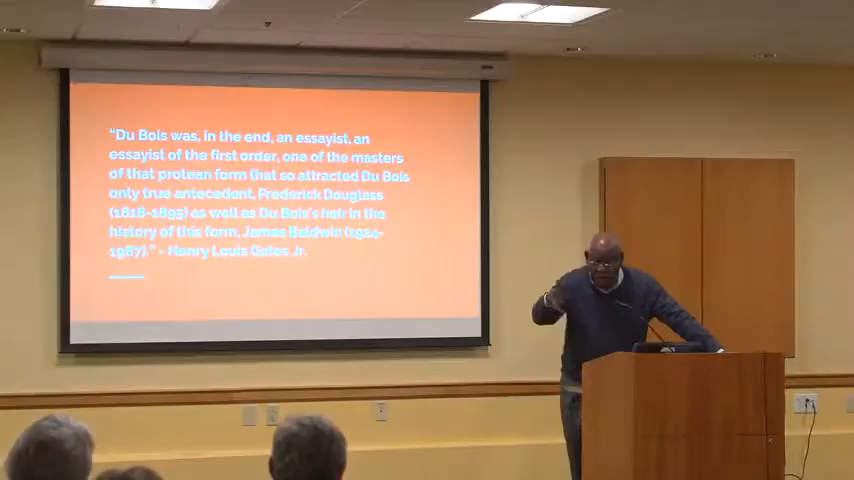 "Du Bois was, in the end, an essayist, an
essayist of the first order, one of the masters
of that protean form that so attracted Du Bois
only true antecedent, Frederick Douglass
(1818-1895) as well as Du Bois's heir in the
history of this form, James Baldwin (1924-
1987)." - Henry Louis Gates Jr.